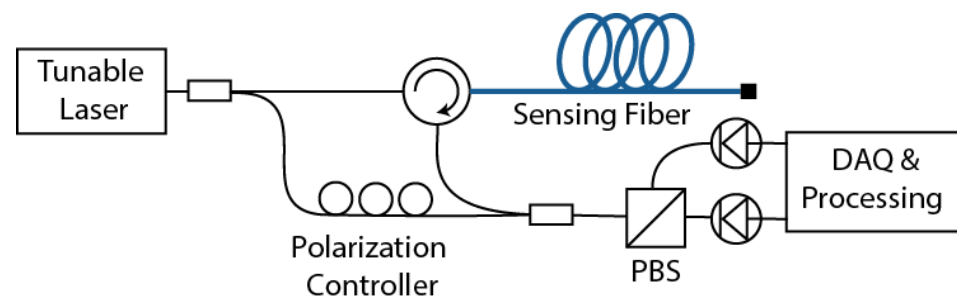 Tunable
Laser
Sensing Fiber
DAQ &
Processing
Polarization
Controller
PBS